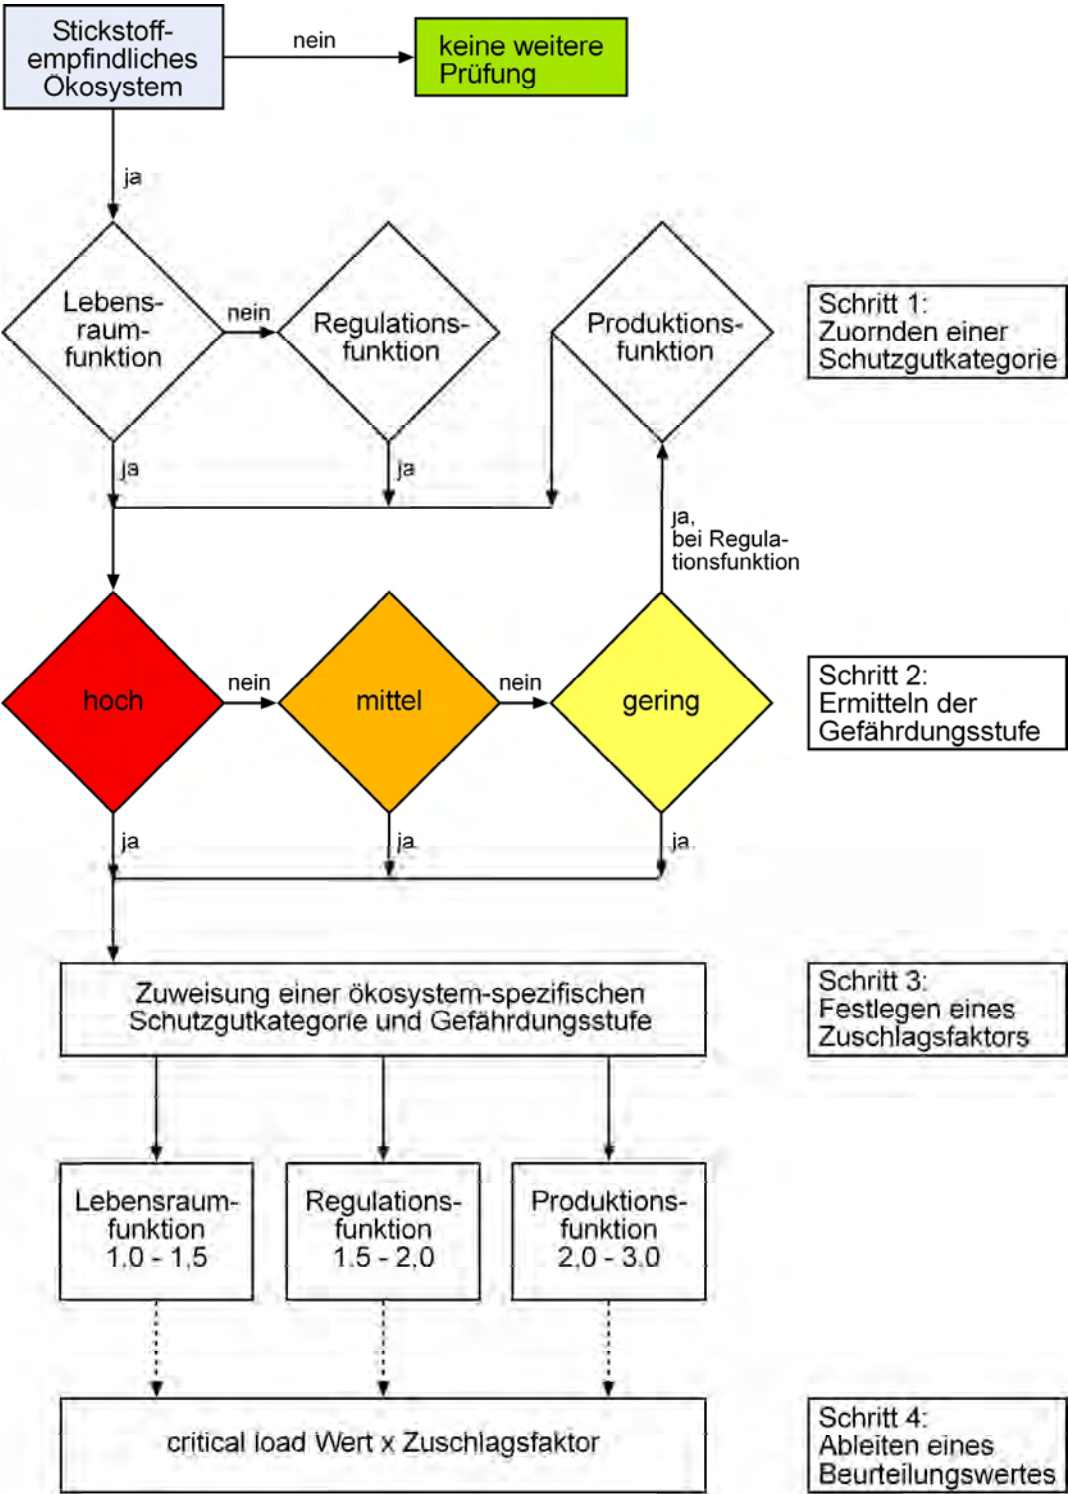 Stickstoff-
empfindliches
Ökosystem
nein
keine weitere
Prüfung
ja
Lebens-
raum-
funktion
nein
Regulations-
funktion
Produktions-
funktion
Schritt 1:
Zuornden einer
Schutzgutkategorie
ja
ja
ja,
bei Regula-
tionsfunktion
hoch
nein
mittel
nein
gering
Schritt 2:
Ermitteln der
Gefährdungsstufe
ja
ja
ja
Zuweisung einer ökosystem-spezifischen
Schutzgutkategorie und Gefährdungsstufe
Schritt 3:
Festlegen eines
Zuschlagsfaktors
Lebensraum-
funktion
1,0 - 1,5
Regulations-
funktion
1,5 - 2,0
Produktions-
funktion
2,0 - 3,0
critical load Wert x Zuschlagsfaktor
Schritt 4:
Ableiten eines
Beurteilungswertes